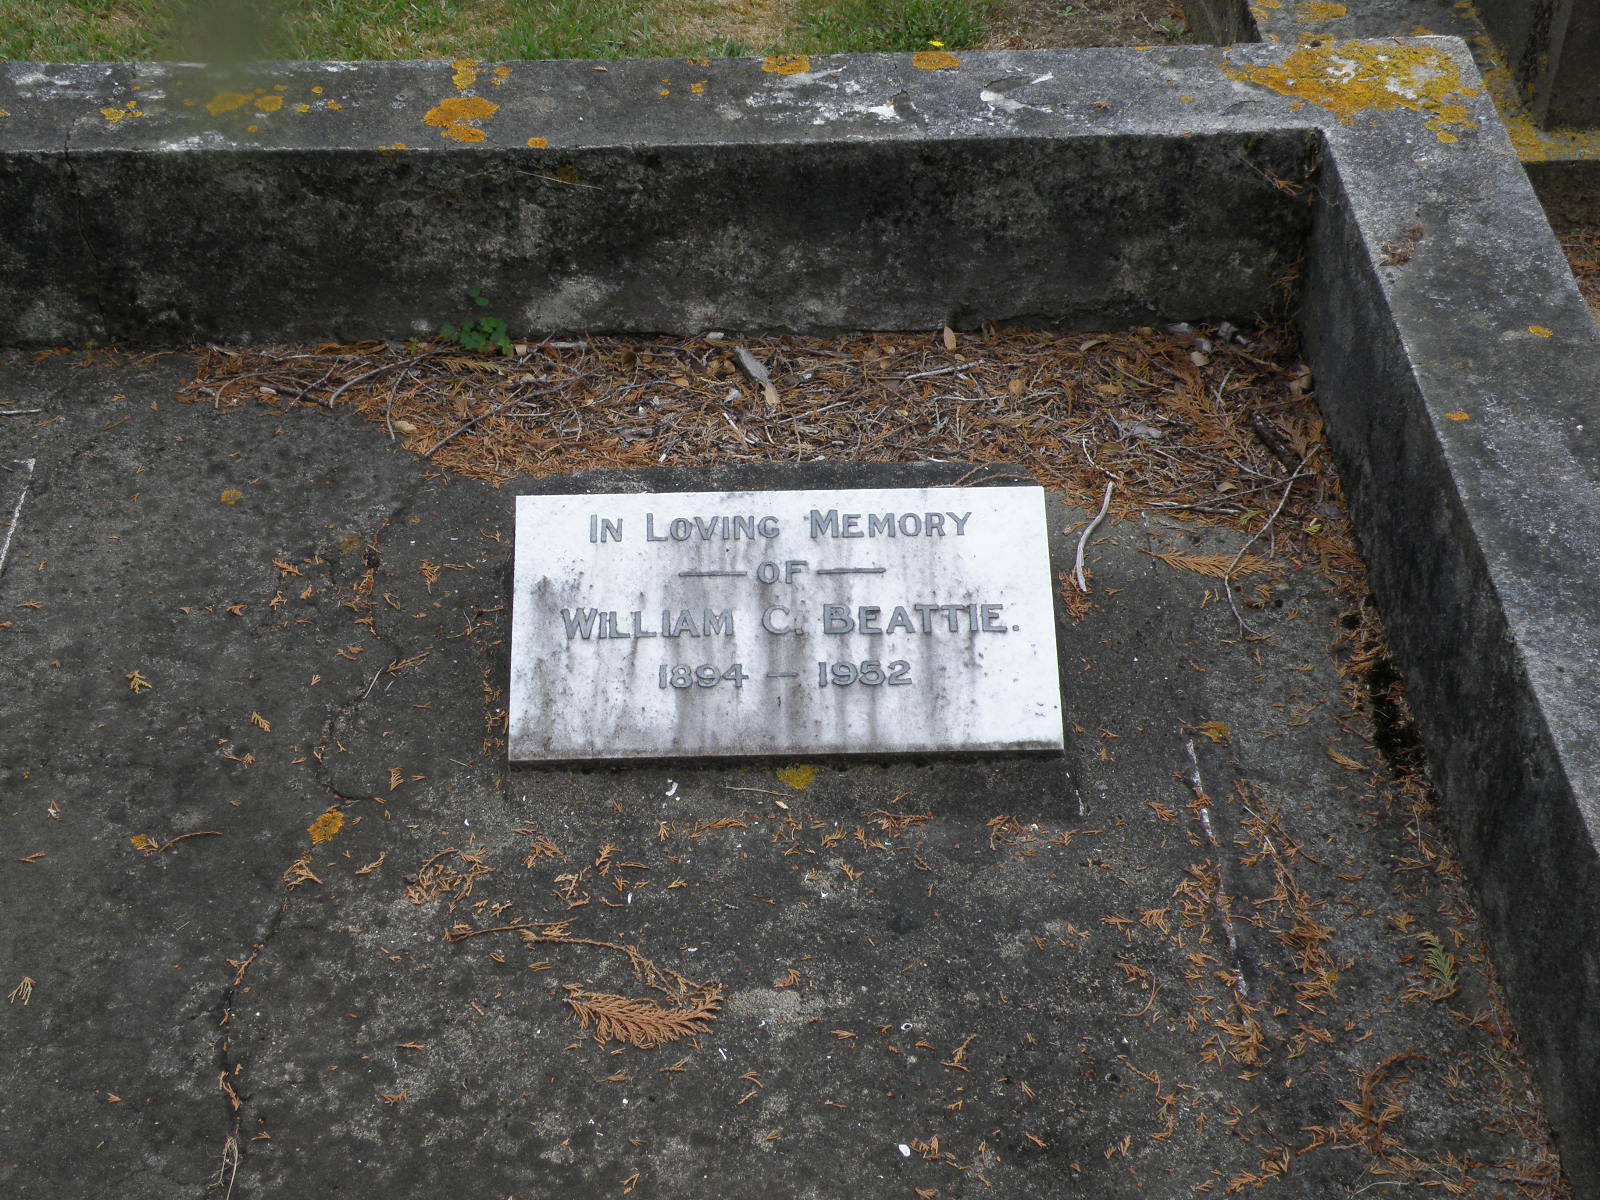 In Loving Memory
— OF —
William C. Beattie.
1894 — 1952